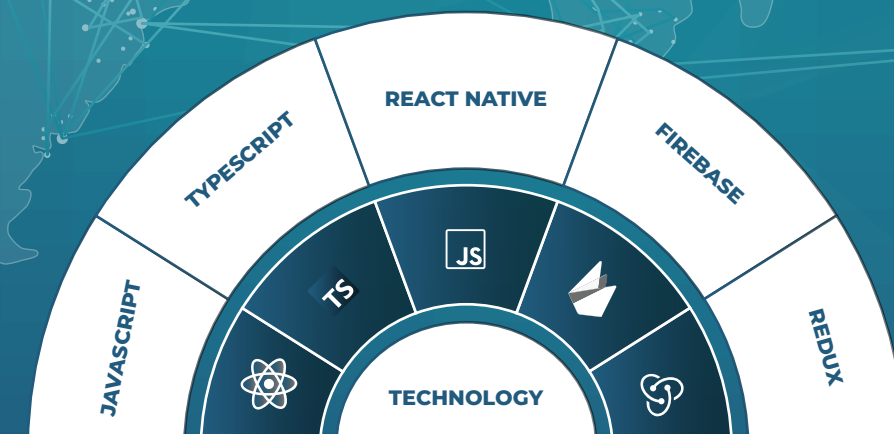 REACT NATIVE
TYPESCRIPT
FIREBASE
JAVASCRIPT
REDUX
TS
JS
TECHNOLOGY